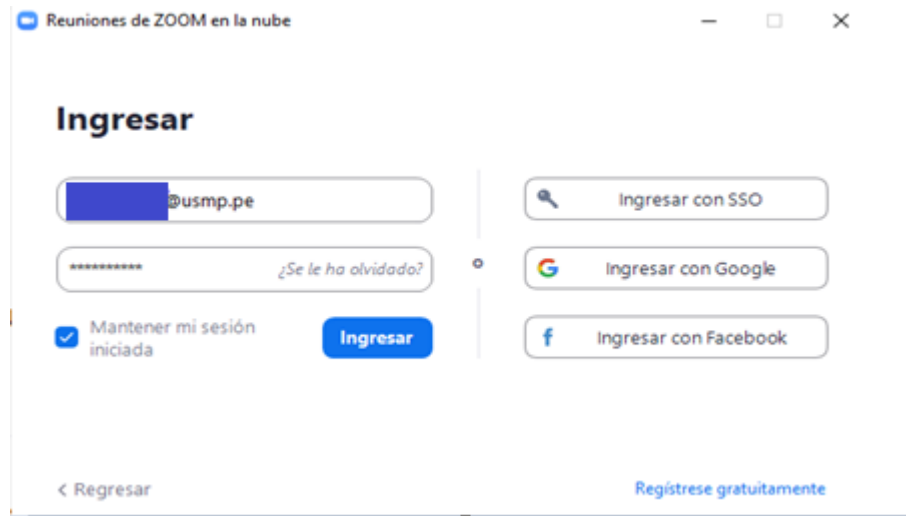 Reuniones de ZOOM en la nube
Ingresar
@usmp.pe
********** ¿Se le ha olvidado?
Mantener mi sesión
iniciada
Ingresar
o
Ingresar con SSO
Ingresar con Google
Ingresar con Facebook
< Regresar
Regístrese gratuitamente